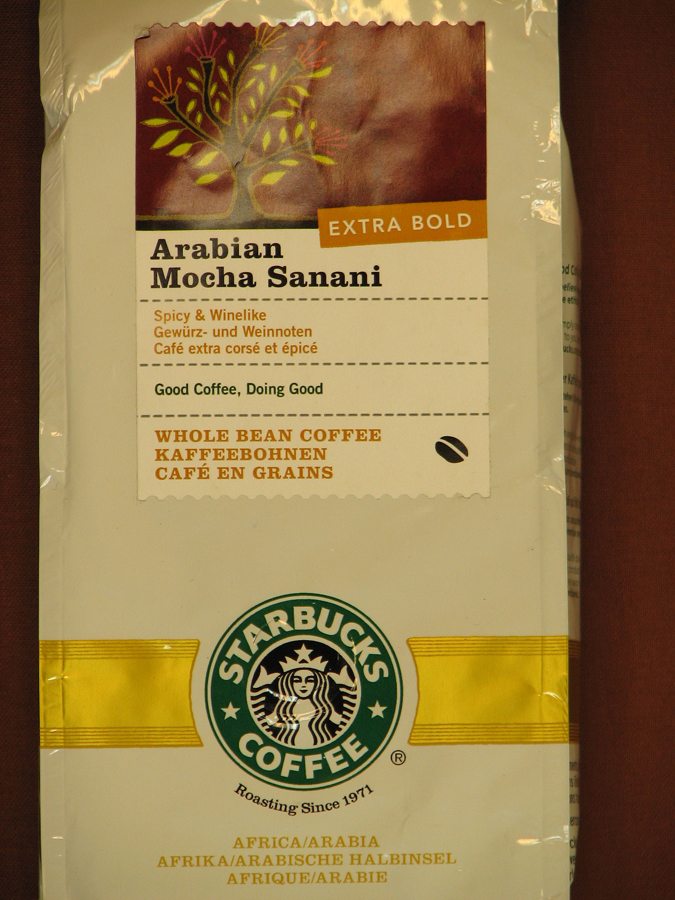 EXTRA BOLD
Arabian
Mocha Sanani
Spicy & Winelike
Gewürz- und Weinnoten
Café extra corsé et épicé
Good Coffee, Doing Good
WHOLE BEAN COFFEE
KAFFEEBOHNEN
CAFÉ EN GRAINS
STARBUCKS
COFFEE
®
Roasting Since 1971
AFRICA/ARABIA
AFRIKA/ARABISCHE HALBINSEL
AFRIQUE/ARABIE